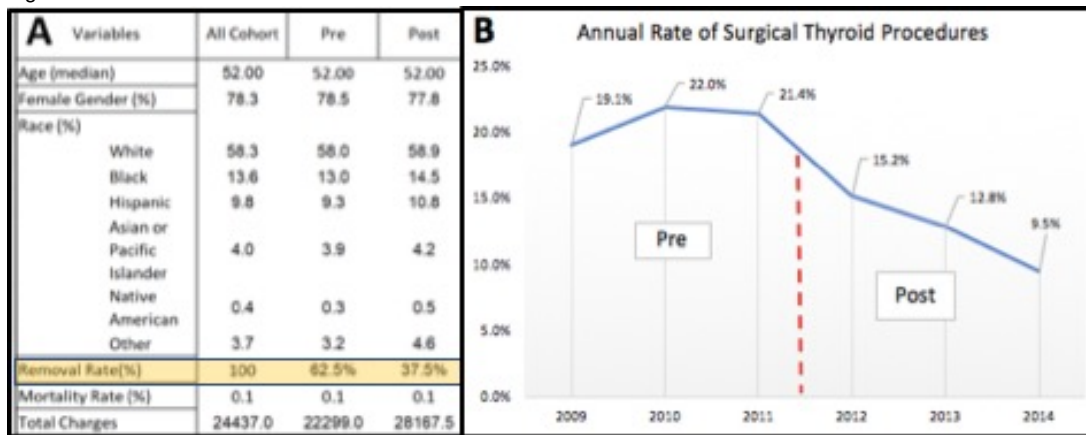 A Variables All Cohort Pre Post
Age (median) 52.00 52.00 52.00
Female Gender (%) 78.3 78.5 77.8
Race (%)
White 58.3 58.0 58.9
Black 13.6 13.0 14.5
Hispanic 9.8 9.3 10.8
Asian or
Pacific 4.0 3.9 4.2
Islander
Native
American 0.4 0.3 0.5
Other 3.7 3.2 4.6
Removal Rate(%) 100 62.5% 37.5%
Mortality Rate (%) 0.1 0.1 0.1
Total Charges 24437.0 22299.0 28167.5
B Annual Rate of Surgical Thyroid Procedures
25.0%
22.0%
21.4%
19.1%
20.0%
15.2%
15.0%
12.8%
9.5%
Pre
10.0%
Post
5.0%
0.0%
2009 2010 2011 2012 2013 2014